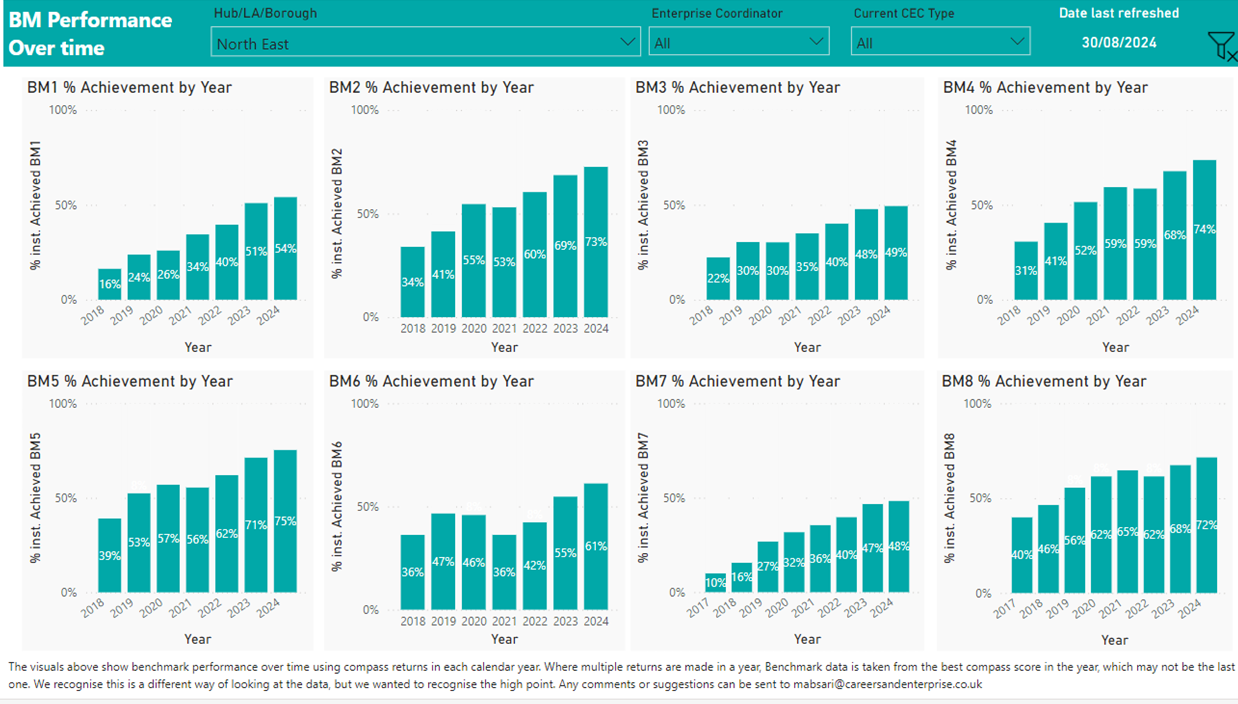 BM Performance
Over time
Hub/LA/Borough
North East
Enterprise Coordinator
All
Current CEC Type
All
Date last refreshed
30/08/2024
BM1 % Achievement by Year
100%
50%
0%
% inst. Achieved BM1
16% 24% 26% 34% 40% 51% 54%
2018 2019 2020 2021 2022 2023 2024
Year
BM2 % Achievement by Year
100%
50%
0%
% inst. Achieved BM2
34% 41% 55% 53% 60% 69% 73%
2018 2019 2020 2021 2022 2023 2024
Year
BM3 % Achievement by Year
100%
50%
0%
% inst. Achieved BM3
22% 30% 30% 35% 40% 48% 49%
2018 2019 2020 2021 2022 2023 2024
Year
BM4 % Achievement by Year
100%
50%
0%
% inst. Achieved BM4
31% 41% 52% 59% 59% 68% 74%
2018 2019 2020 2021 2022 2023 2024
Year
BM5 % Achievement by Year
100%
50%
0%
% inst. Achieved BM5
39% 53% 57% 56% 62% 71% 75%
2018 2019 2020 2021 2022 2023 2024
Year
BM6 % Achievement by Year
100%
50%
0%
% inst. Achieved BM6
36% 47% 46% 36% 42% 55% 61%
2018 2019 2020 2021 2022 2023 2024
Year
BM7 % Achievement by Year
100%
50%
0%
% inst. Achieved BM7
10% 16% 27% 32% 36% 40% 47% 48%
2017 2018 2019 2020 2021 2022 2023 2024
Year
BM8 % Achievement by Year
100%
50%
0%
% inst. Achieved BM8
40% 46% 56% 62% 65% 62% 68% 72%
2017 2018 2019 2020 2021 2022 2023 2024
Year
The visuals above show benchmark performance over time using compass returns in each calendar year. Where multiple returns are made in a year, Benchmark data is taken from the best compass score in the year, which may not be the last
one. We recognise this is a different way of looking at the data, but we wanted to recognise the high point. Any comments or suggestions can be sent to mabsari@careersandenterprise.co.uk